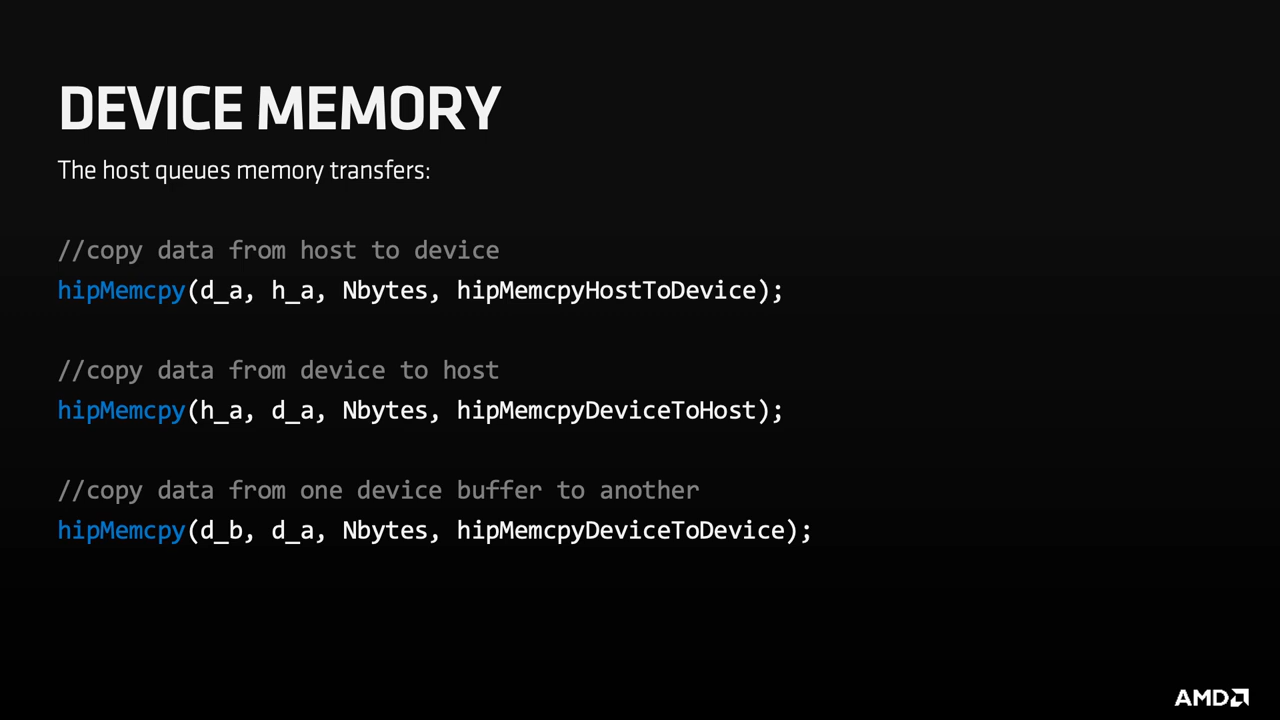 DEVICE MEMORY
The host queues memory transfers:
//copy data from host to device
hipMemcpy(d_a, h_a, Nbytes, hipMemcpyHostToDevice);
//copy data from device to host
hipMemcpy(h_a, d_a, Nbytes, hipMemcpyDeviceToHost);
//copy data from one device buffer to another
hipMemcpy(d_b, d_a, Nbytes, hipMemcpyDeviceToDevice);
AMD